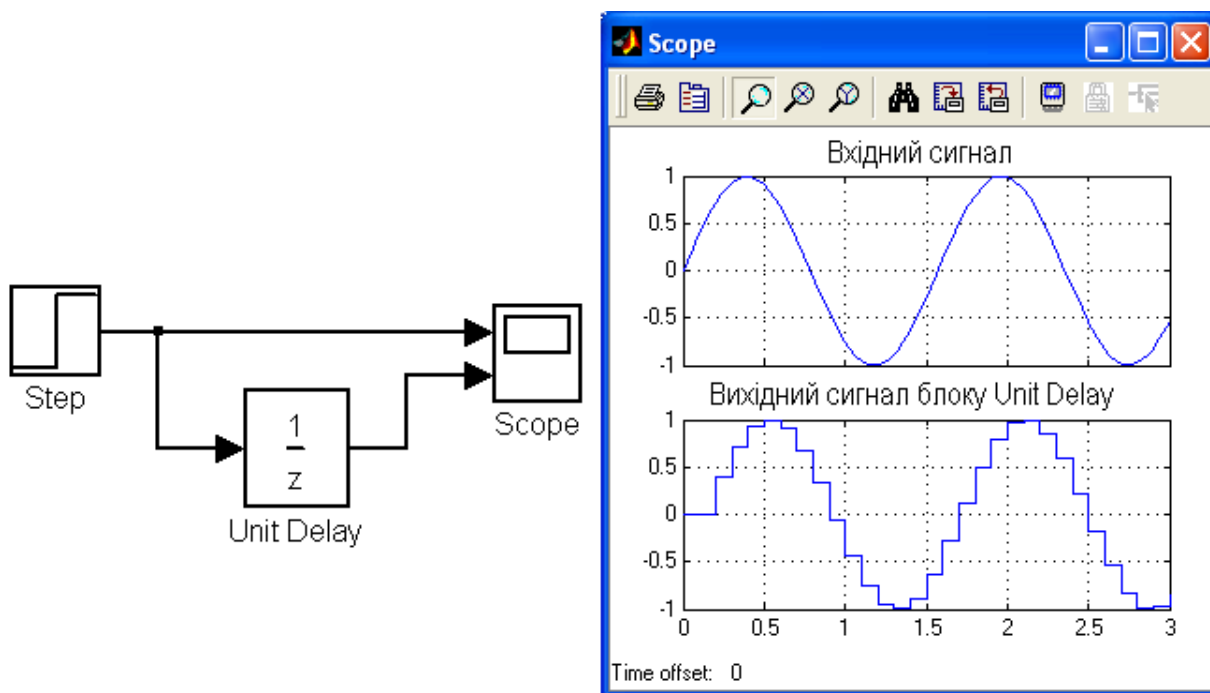 Step
1
z
Unit Delay
Scope
Scope
Вхідний сигнал
1
0.5
0
-0.5
-1
Вихідний сигнал блоку Unit Delay
1
0.5
0
-0.5
-1
0 0.5 1 1.5 2 2.5 3
Time offset: 0